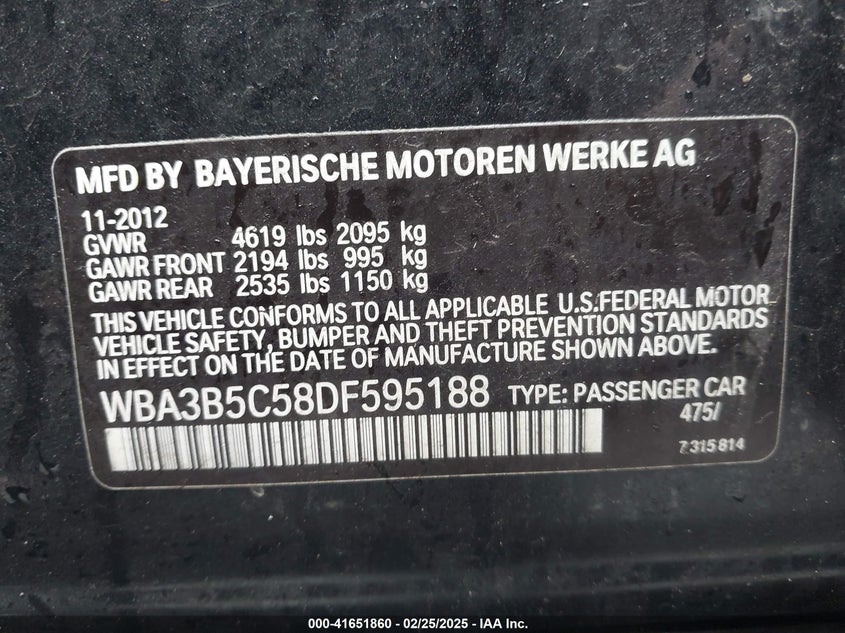 MFD BY BAYERISCHE MOTOREN WERKE AG
11-2012
GVWR 4619 lbs 2095 kg
GAWR FRONT 2194 lbs 995 kg
GAWR REAR 2535 lbs 1150 kg
THIS VEHICLE CONFORMS TO ALL APPLICABLE U.S.FEDERAL MOTOR
VEHICLE SAFETY, BUMPER AND THEFT PREVENTION STANDARDS
IN EFFECT ON THE DATE OF MANUFACTURE SHOWN ABOVE.
WBA3B5C58DF595188 TYPE: PASSENGER CAR
475/
7 315 814
000-41651860 - 02/25/2025 - IAA Inc.